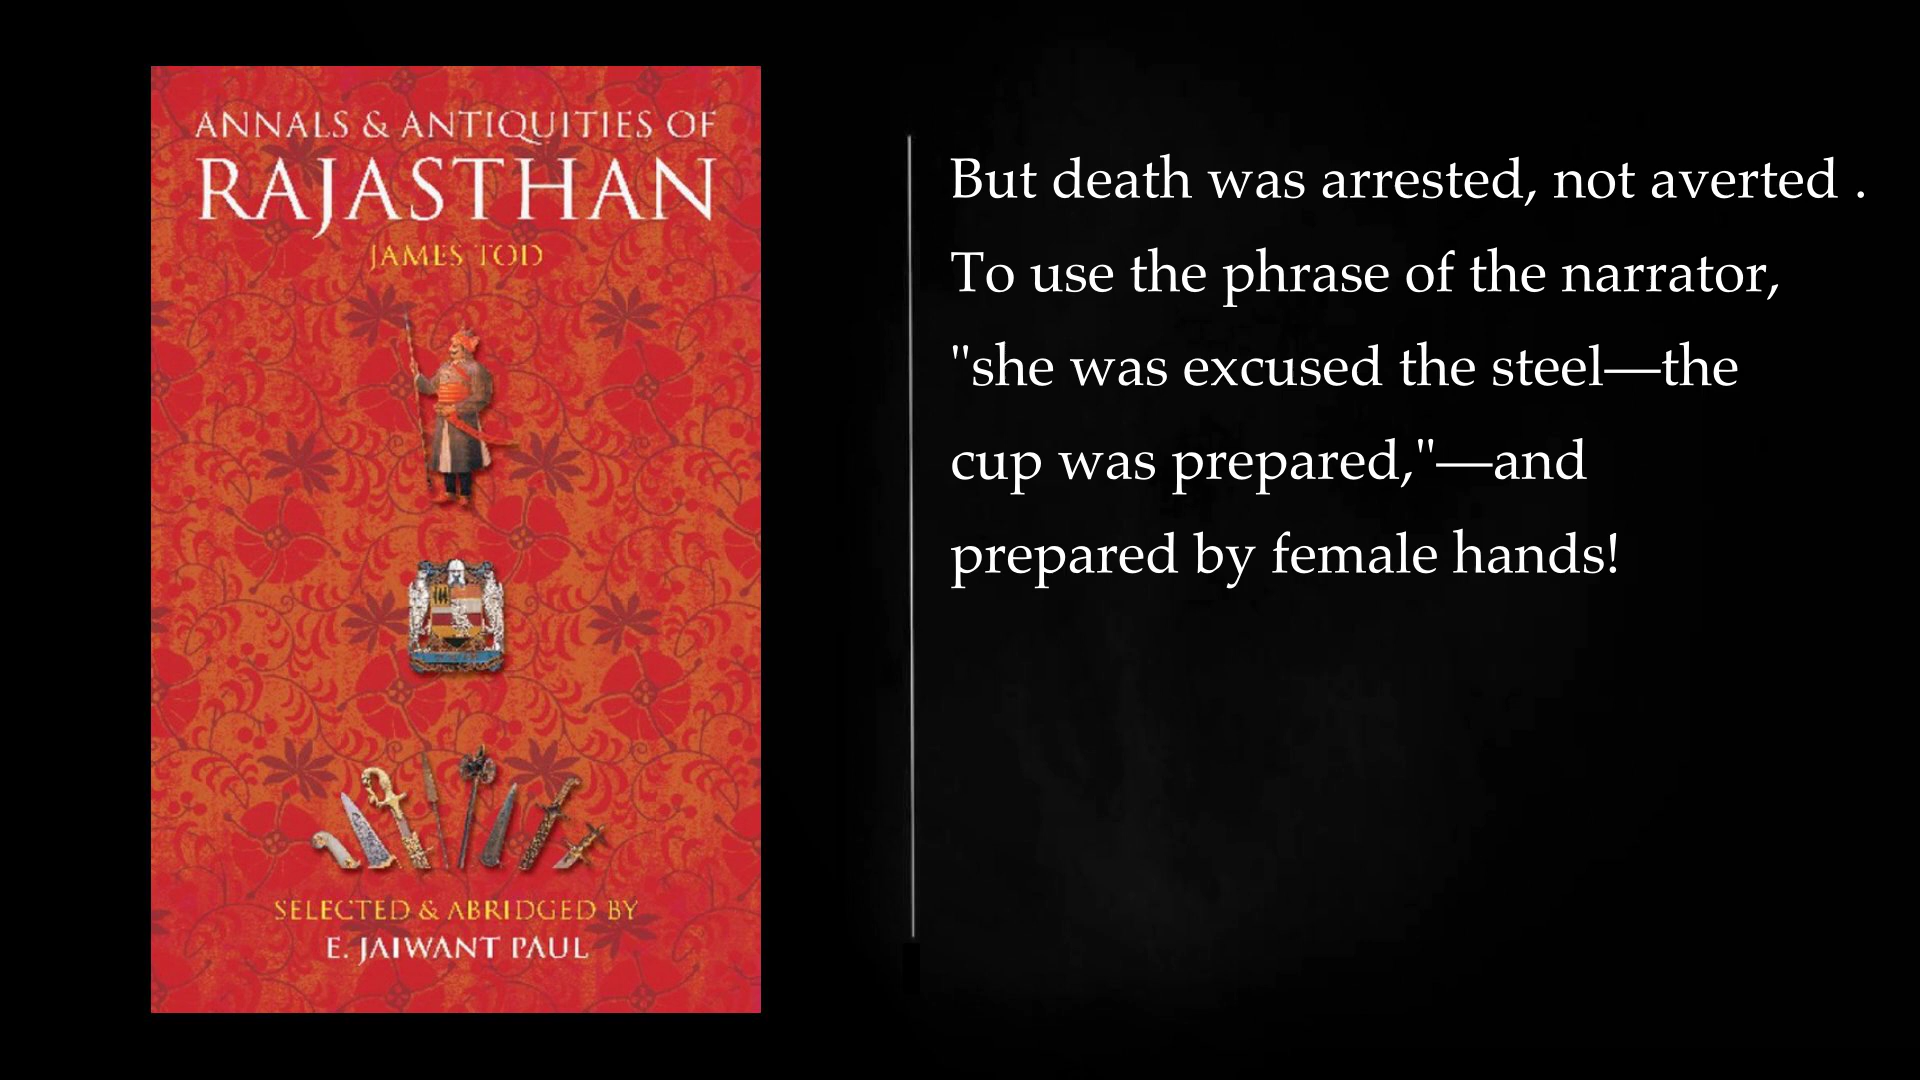 ANNALS & ANTIQUITIES OF
RAJASTHAN
JAMES TOD
SELECTED & ABRIDGED BY
E. JAIWANT PAUL
But death was arrested, not averted .
To use the phrase of the narrator,
"she was excused the steel—the
cup was prepared,"—and
prepared by female hands!